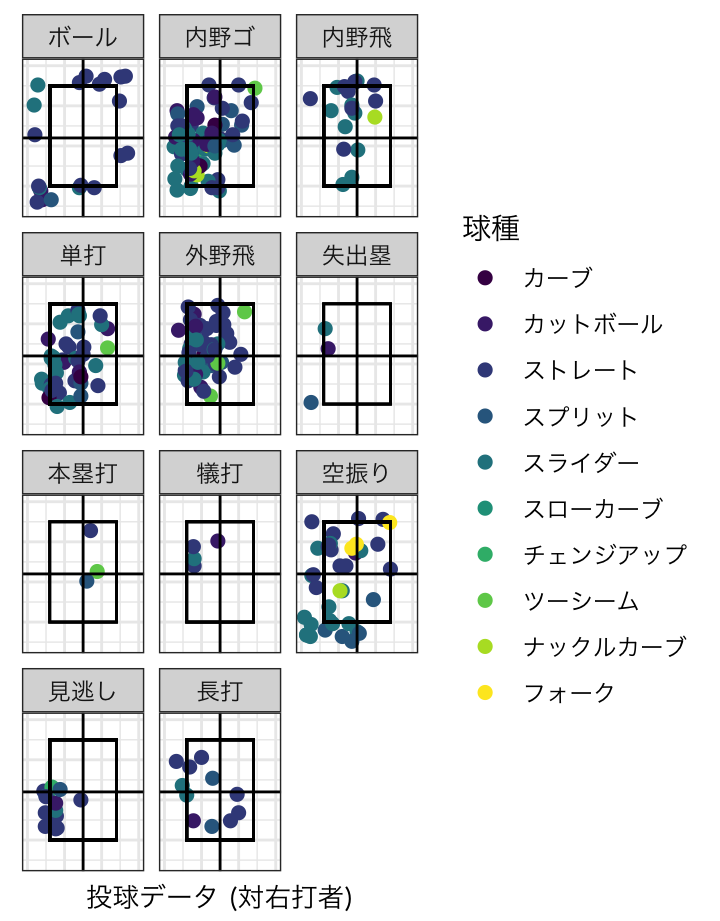 ボール
内野ゴ
内野飛
単打
外野飛
失出塁
本塁打
犠打
空振り
見逃し
長打
球種
カーブ
カットボール
ストレート
スプリット
スライダー
スローカーブ
チェンジアップ
ツーシーム
ナックルカーブ
フォーク
投球データ (対右打者)